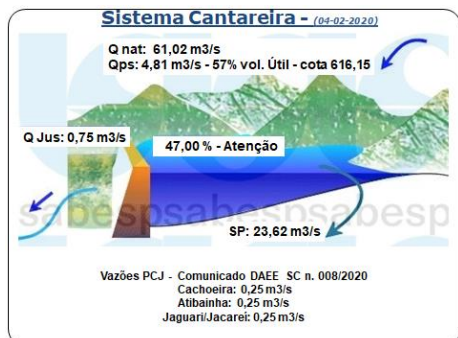 Sistema Cantareira - (04-02-2020)
Q nat: 61,02 m3/s
Qps: 4,81 m3/s - 57% vol. Útil - cota 616,15
Q Jus: 0,75 m3/s
47,00 % - Atenção
sabespsabespsabespsabesp
SP: 23,62 m3/s
Vazões PCJ - Comunicado DAEE SC n. 008/2020
Cachoeira: 0,25 m3/s
Atibainha: 0,25 m3/s
Jaguari/Jacareí: 0,25 m3/s